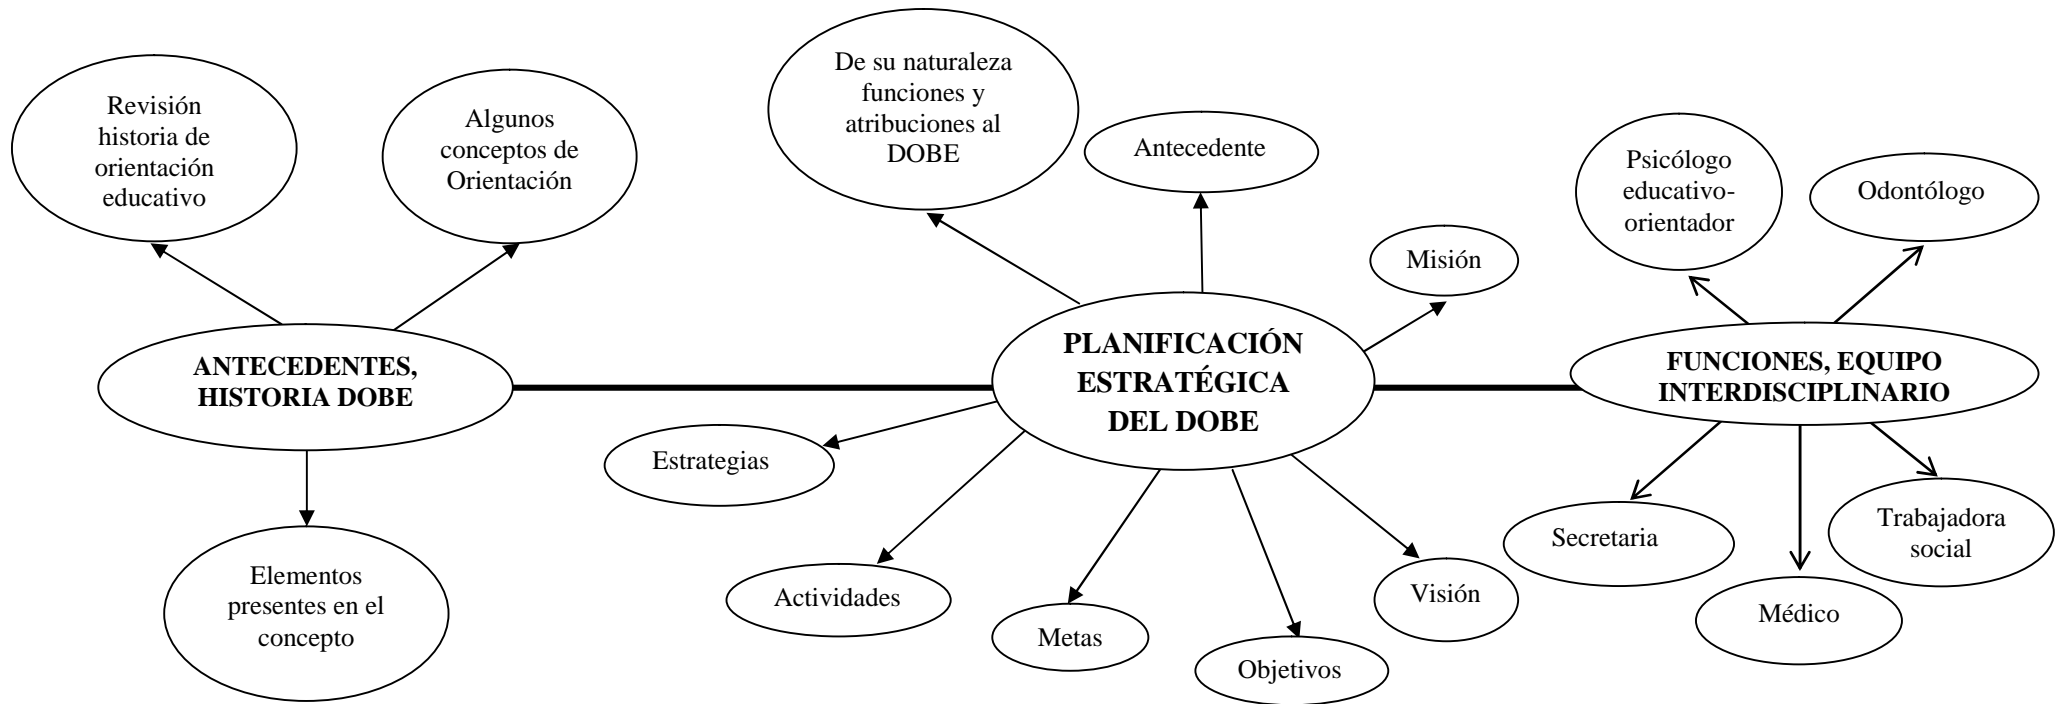 Revisión
historia de
orientación
educativo
Algunos
conceptos de
Orientación
De su naturaleza
funciones y
atribuciones al
DOBE
Antecedente
Misión
Psicólogo
educativo-
orientador
Odontólogo
ANTECEDENTES,
HISTORIA DOBE
PLANIFICACIÓN
ESTRATÉGICA
DEL DOBE
FUNCIONES, EQUIPO
INTERDISCIPLINARIO
Estrategias
Elementos
presentes en el
concepto
Actividades
Metas
Objetivos
Visión
Secretaria
Médico
Trabajadora
social